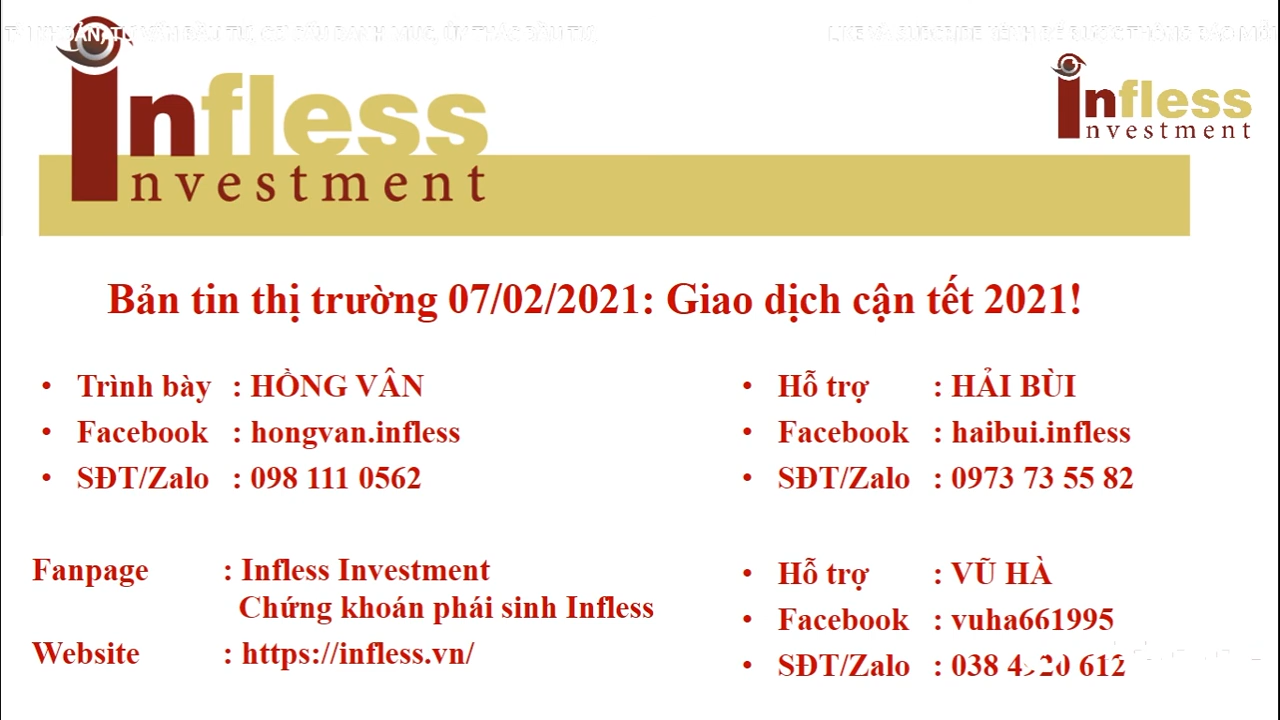 Infless
Investment
Infless
Investment
Bản tin thị trường 07/02/2021: Giao dịch cận tết 2021!
• Trình bày : HỒNG VÂN
• Facebook : hongvan.infless
• SĐT/Zalo : 098 111 0562
• Hỗ trợ : HẢI BÙI
• Facebook : haibui.infless
• SĐT/Zalo : 0973 73 55 82
Fanpage : Infless Investment
Chứng khoán phái sinh Infless
Website : https://infless.vn/
• Hỗ trợ : VŨ HÀ
• Facebook : vuha661995
• SĐT/Zalo : 038 612